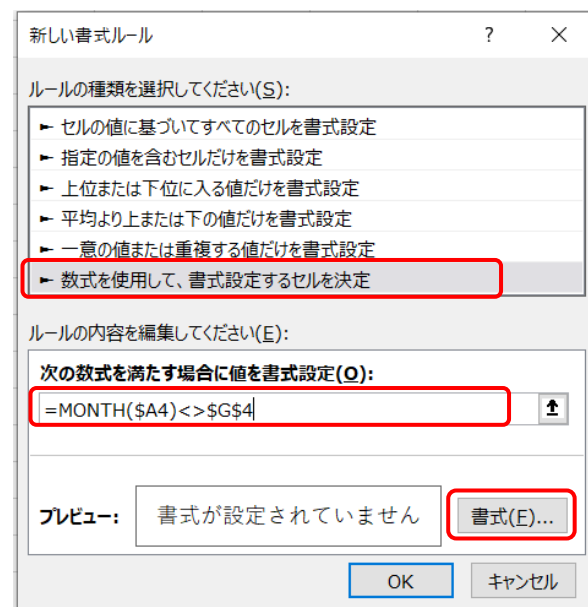 新しい書式ルール ? ×
ルールの種類を選択してください(S):
► セルの値に基づいてすべてのセルを書式設定
► 指定の値を含むセルだけを書式設定
► 上位または下位に入る値だけを書式設定
► 平均より上または下の値だけを書式設定
► 一意の値または重複する値だけを書式設定
► 数式を使用して、書式設定するセルを決定
ルールの内容を編集してください(E):
次の数式を満たす場合に値を書式設定(O):
=MONTH($A4)<>$G$4
プレビュー: 書式が設定されていません 書式(F)...
OK キャンセル